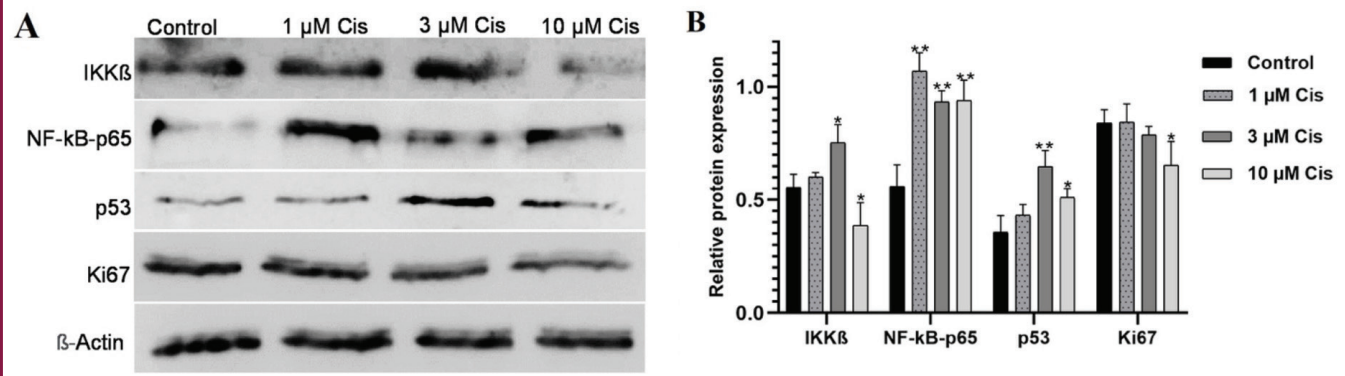 A
Control 1 µM Cis 3 µM Cis 10 µM Cis
IKKß
NF-kB-p65
p53
Ki67
ß-Actin
B
Relative protein expression
1.0
0.5
0.0
** ** **
* *
** *
*
IKKß NF-kB-p65 p53 Ki67
Control
1 µM Cis
3 µM Cis
10 µM Cis